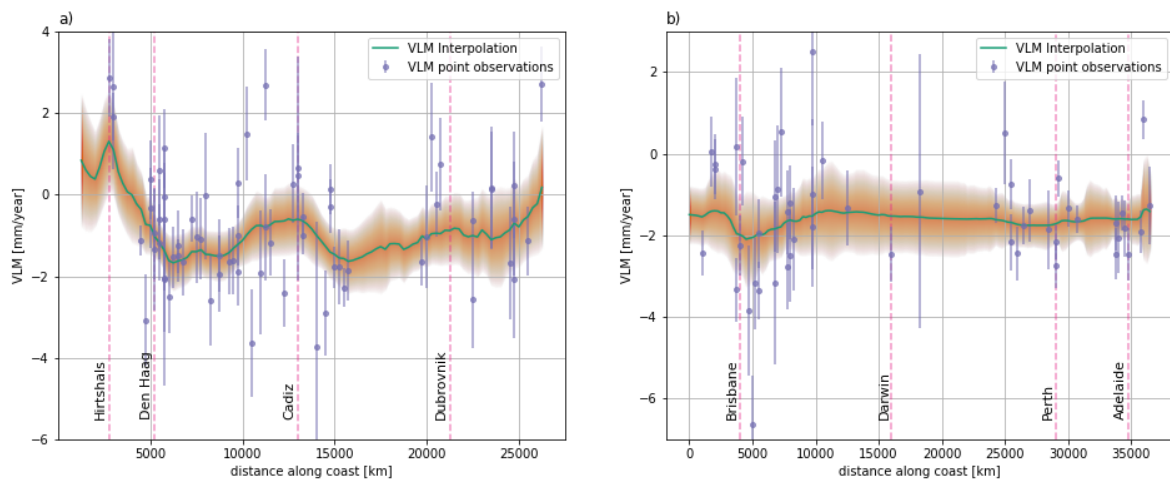 a)
VLM Interpolation
VLM point observations
4
2
0
−2
−4
−6
VLM [mm/year]
Hirtshals
Den Haag
Cadiz
Dubrovnik
5000
10000
15000
20000
25000
distance along coast [km]
b)
VLM Interpolation
VLM point observations
2
0
−2
−4
−6
VLM [mm/year]
Brisbane
Darwin
Perth
Adelaide
0
5000
10000
15000
20000
25000
30000
35000
distance along coast [km]